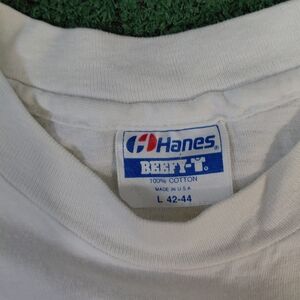 Hanes
BEEFY-T®
100% COTTON
MADE IN U.S.A
L 42-44